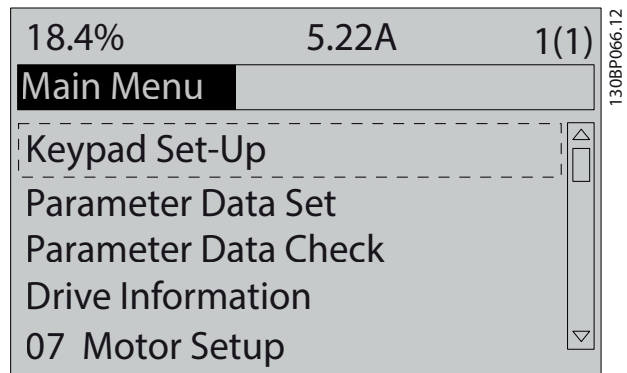 18.4% 5.22A 1(1)
Main Menu
Keypad Set-Up
Parameter Data Set
Parameter Data Check
Drive Information
07 Motor Setup
130BP066.12